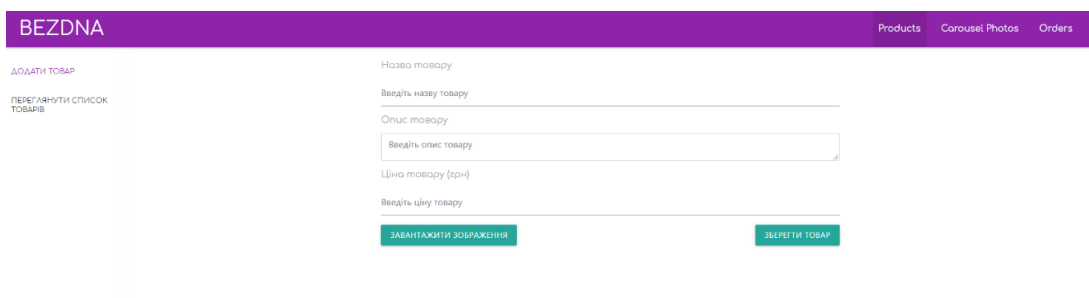 BEZDNA
Products Carousel Photos Orders
ДОДАТИ ТОВАР
ПЕРЕГЛЯНУТИ СПИСОК
ТОВАРІВ
Назва товару
Введіть назву товару
Опис товару
Введіть опис товару
Ціна товару (грн)
Введіть ціну товару
ЗАВАНТАЖИТИ ЗОБРАЖЕННЯ
ЗБЕРЕГТИ ТОВАР